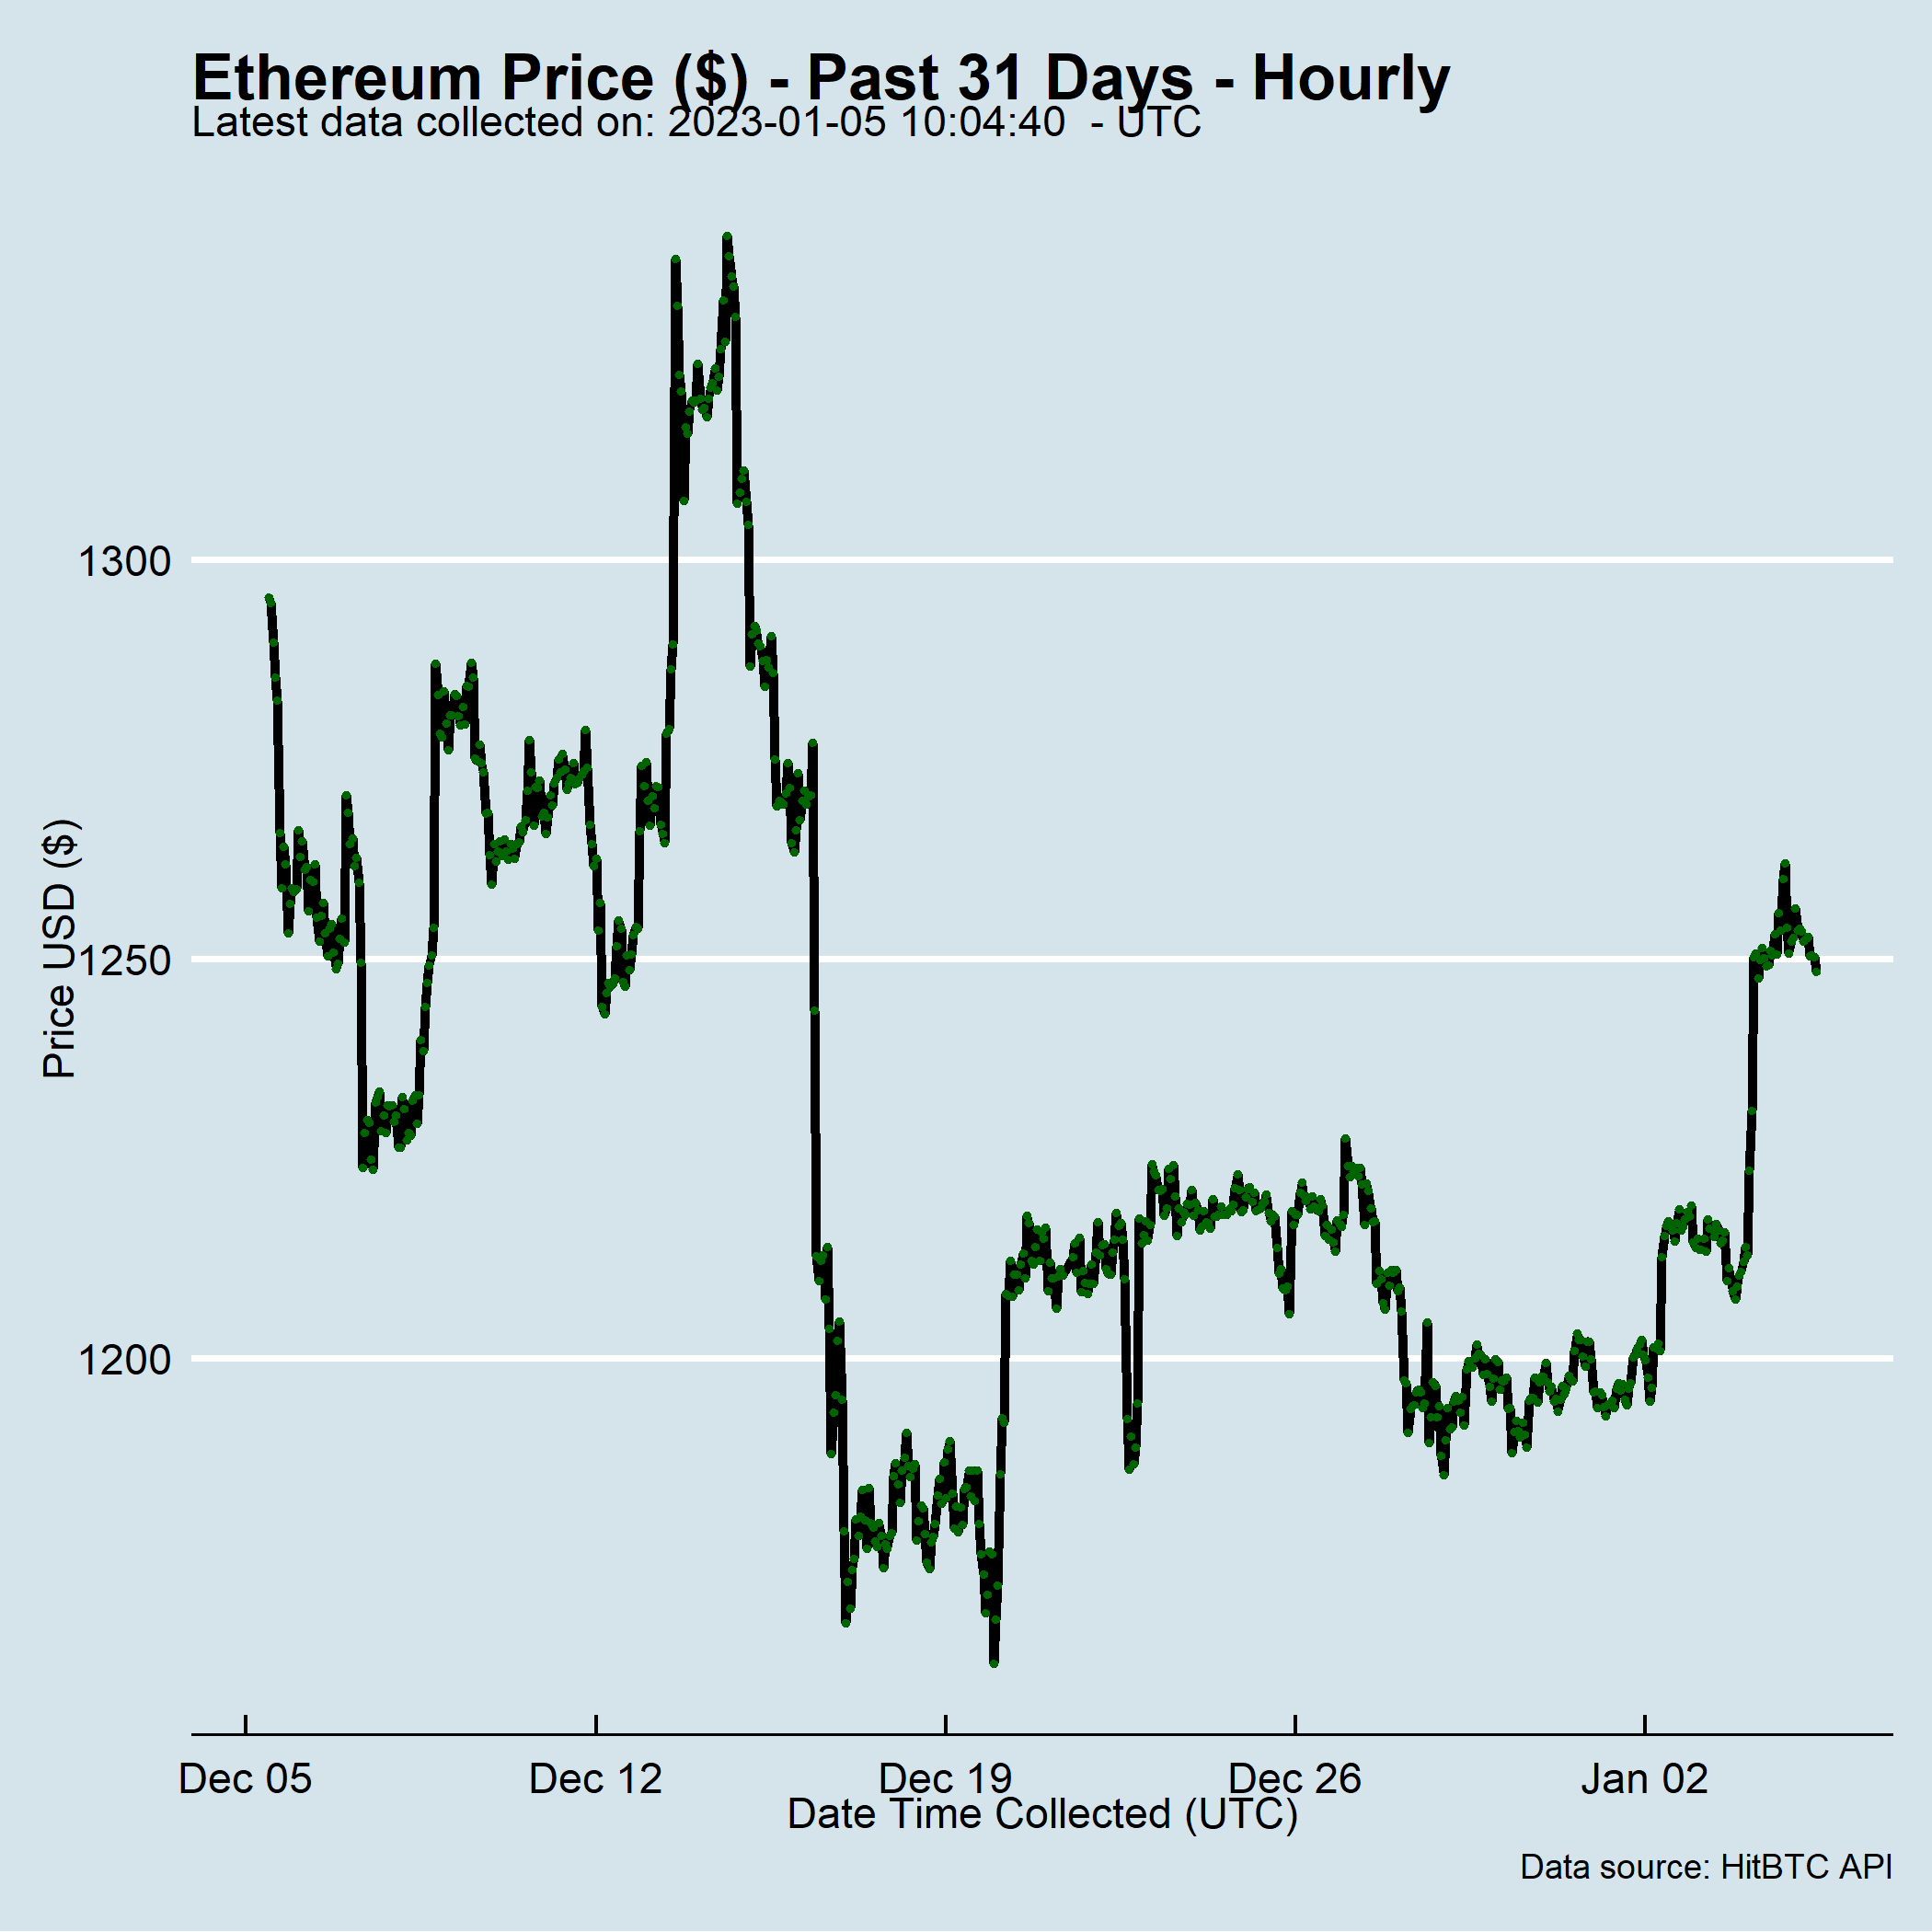 Ethereum Price ($) - Past 31 Days - Hourly
Latest data collected on: 2023-01-05 10:04:40  - UTC
Price USD ($)
1300
1250
1200
Dec 05
Dec 12
Dec 19
Dec 26
Jan 02
Date Time Collected (UTC)
Data source: HitBTC API